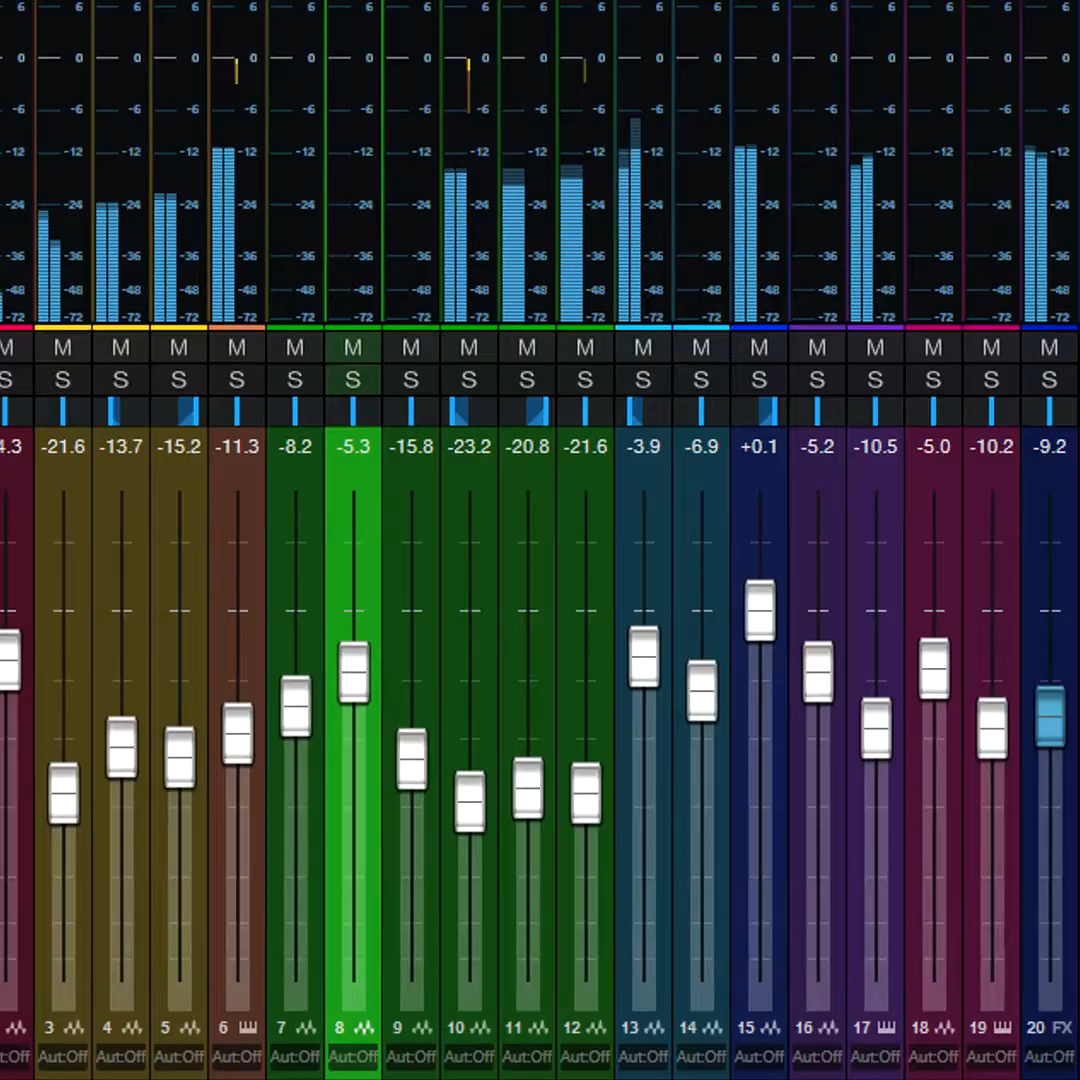 6 6 6 6 6 6 6 6 6 6 6 6 6 6 6 6 6 6 6
0 0 0 0 0 0 0 0 0 0 0 0 0 0 0 0 0 0 0
-6 -6 -6 -6 -6 -6 -6 -6 -6 -6 -6 -6 -6 -6 -6 -6 -6 -6 -6
-12 -12 -12 -12 -12 -12 -12 -12 -12 -12 -12 -12 -12 -12 -12 -12 -12 -12 -12
-24 -24 -24 -24 -24 -24 -24 -24 -24 -24 -24 -24 -24 -24 -24 -24 -24 -24 -24
-36 -36 -36 -36 -36 -36 -36 -36 -36 -36 -36 -36 -36 -36 -36 -36 -36 -36 -36
-48 -48 -48 -48 -48 -48 -48 -48 -48 -48 -48 -48 -48 -48 -48 -48 -48 -48 -48
-72 -72 -72 -72 -72 -72 -72 -72 -72 -72 -72 -72 -72 -72 -72 -72 -72 -72 -72
M M M M M M M M M M M M M M M M M M M
S S S S S S S S S S S S S S S S S S S
4.3 -21.6 -13.7 -15.2 -11.3 -8.2 -5.3 -15.8 -23.2 -20.8 -21.6 -3.9 -6.9 +0.1 -5.2 -10.5 -5.0 -10.2 -9.2
3 4 5 6 7 8 9 10 11 12 13 14 15 16 17 18 19 20 FX
t:Off Aut:Off Aut:Off Aut:Off Aut:Off Aut:Off Aut:Off Aut:Off Aut:Off Aut:Off Aut:Off Aut:Off Aut:Off Aut:Off Aut:Off Aut:Off Aut:Off Aut:Off Aut:Off